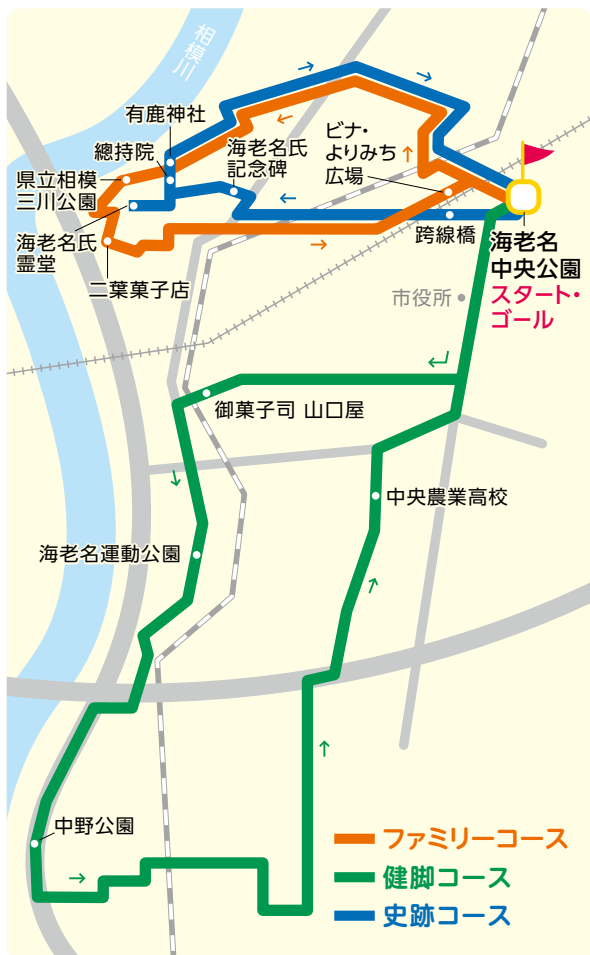 相模川
有鹿神社
總持院
県立相模
三川公園
海老名氏
霊堂
二葉菓子店
海老名氏
記念碑
ビナ・
よりみち
広場
跨線橋
海老名
中央公園
スタート・
ゴール
市役所
御菓子司 山口屋
中央農業高校
海老名運動公園
中野公園
ファミリーコース
健脚コース
史跡コース